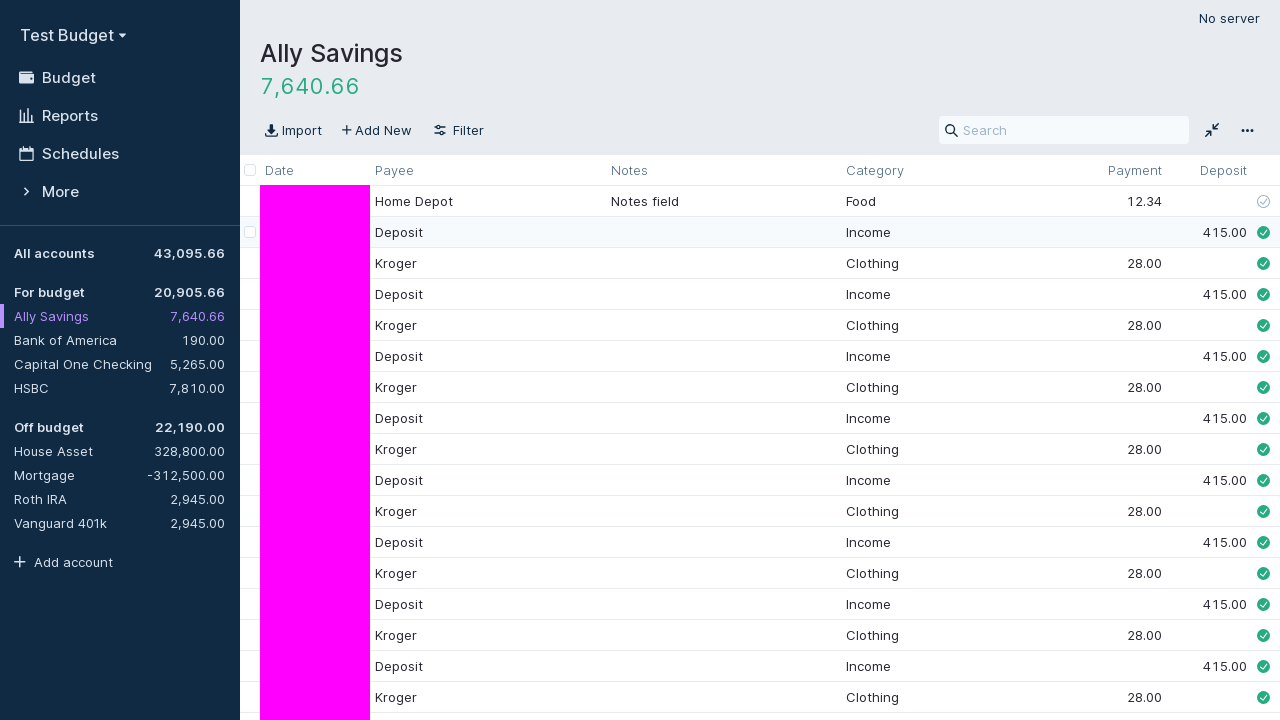 Test Budget
Budget
Reports
Schedules
More
All accounts 43,095.66
For budget 20,905.66
Ally Savings 7,640.66
Bank of America 190.00
Capital One Checking 5,265.00
HSBC 7,810.00
Off budget 22,190.00
House Asset 328,800.00
Mortgage -312,500.00
Roth IRA 2,945.00
Vanguard 401k 2,945.00
Add account
No server
Ally Savings
7,640.66
Import Add New Filter Search
Date Payee Notes Category Payment Deposit
Home Depot Notes field Food 12.34
Deposit Income 415.00
Kroger Clothing 28.00
Deposit Income 415.00
Kroger Clothing 28.00
Deposit Income 415.00
Kroger Clothing 28.00
Deposit Income 415.00
Kroger Clothing 28.00
Deposit Income 415.00
Kroger Clothing 28.00
Deposit Income 415.00
Kroger Clothing 28.00
Deposit Income 415.00
Kroger Clothing 28.00
Deposit Income 415.00
Kroger Clothing 28.00